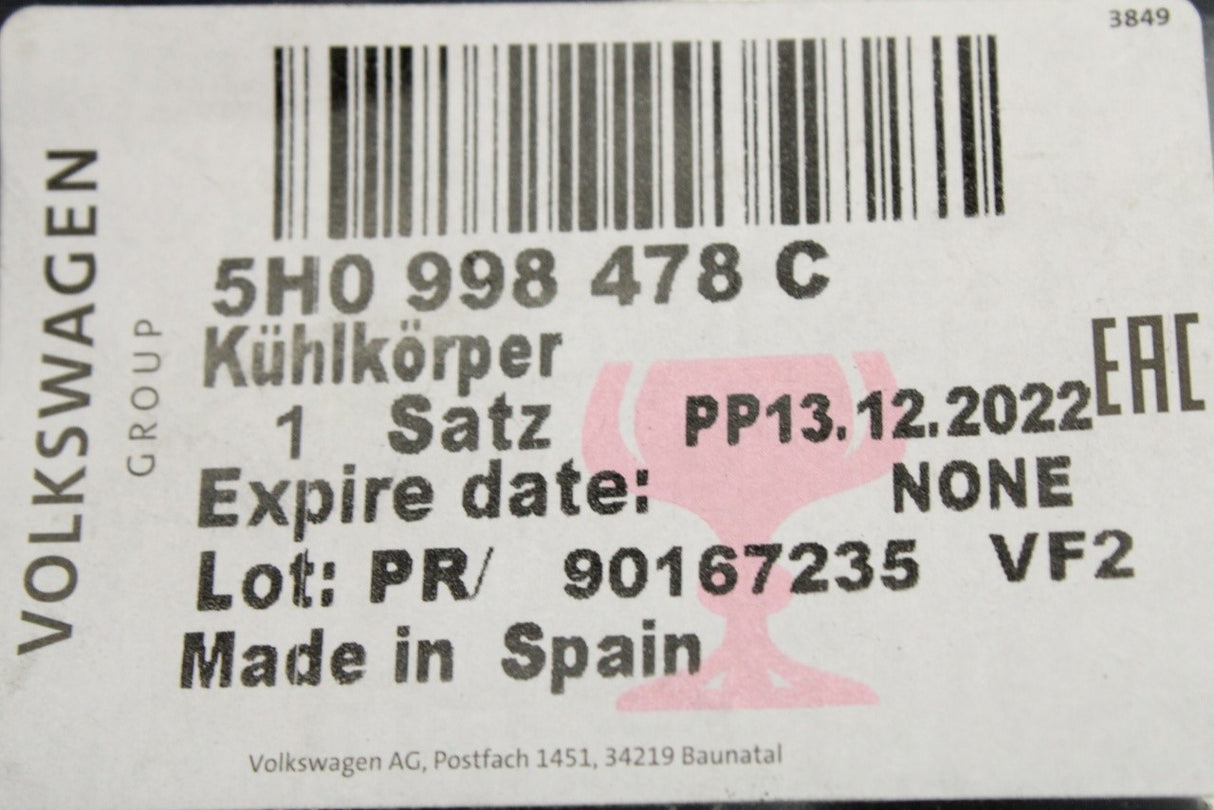 3849
VOLKSWAGEN
GROUP
5H0 998 478 C
Kühlkörper
EAC
1 Satz PP13.12.2022
Expire date: NONE
Lot: PR/ 90167235 VF2
Made in Spain
Volkswagen AG, Postfach 1451, 34219 Baunatal